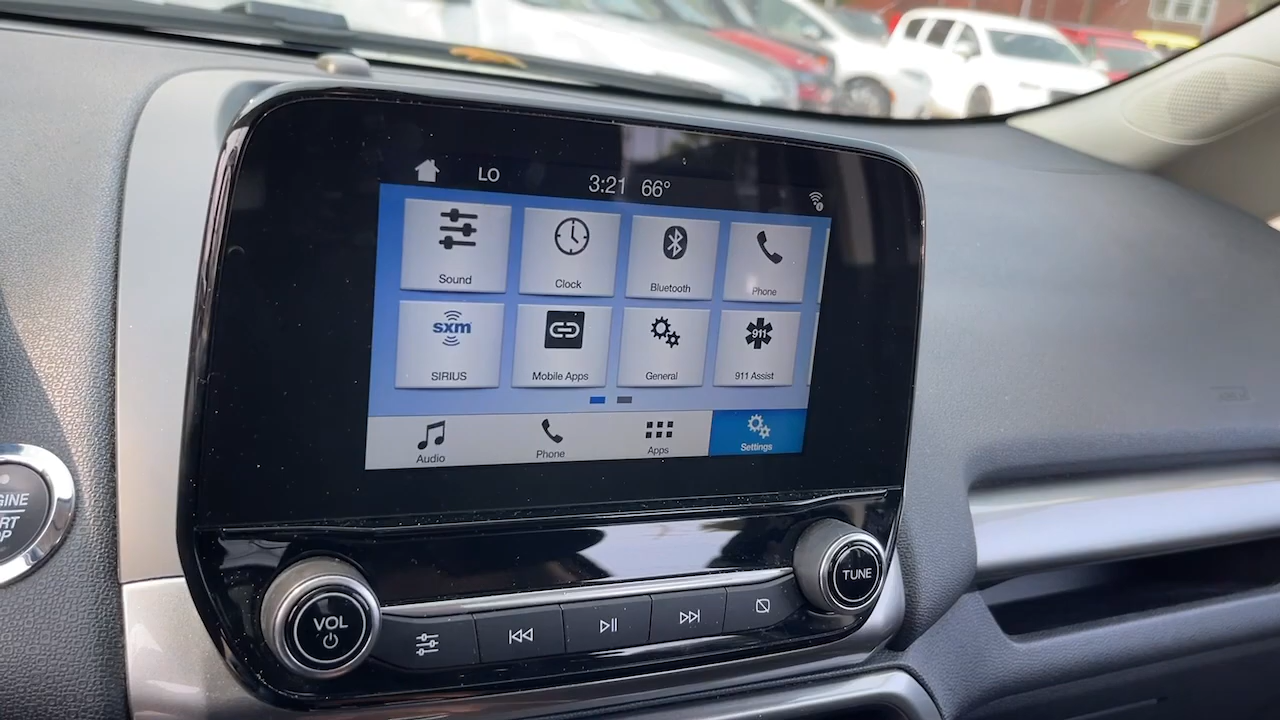 LO
3:21 66°
Sound
Clock
Bluetooth
Phone
sxm
SIRIUS
Mobile Apps
General
911
911 Assist
Audio
Phone
Apps
Settings
VOL
TUNE